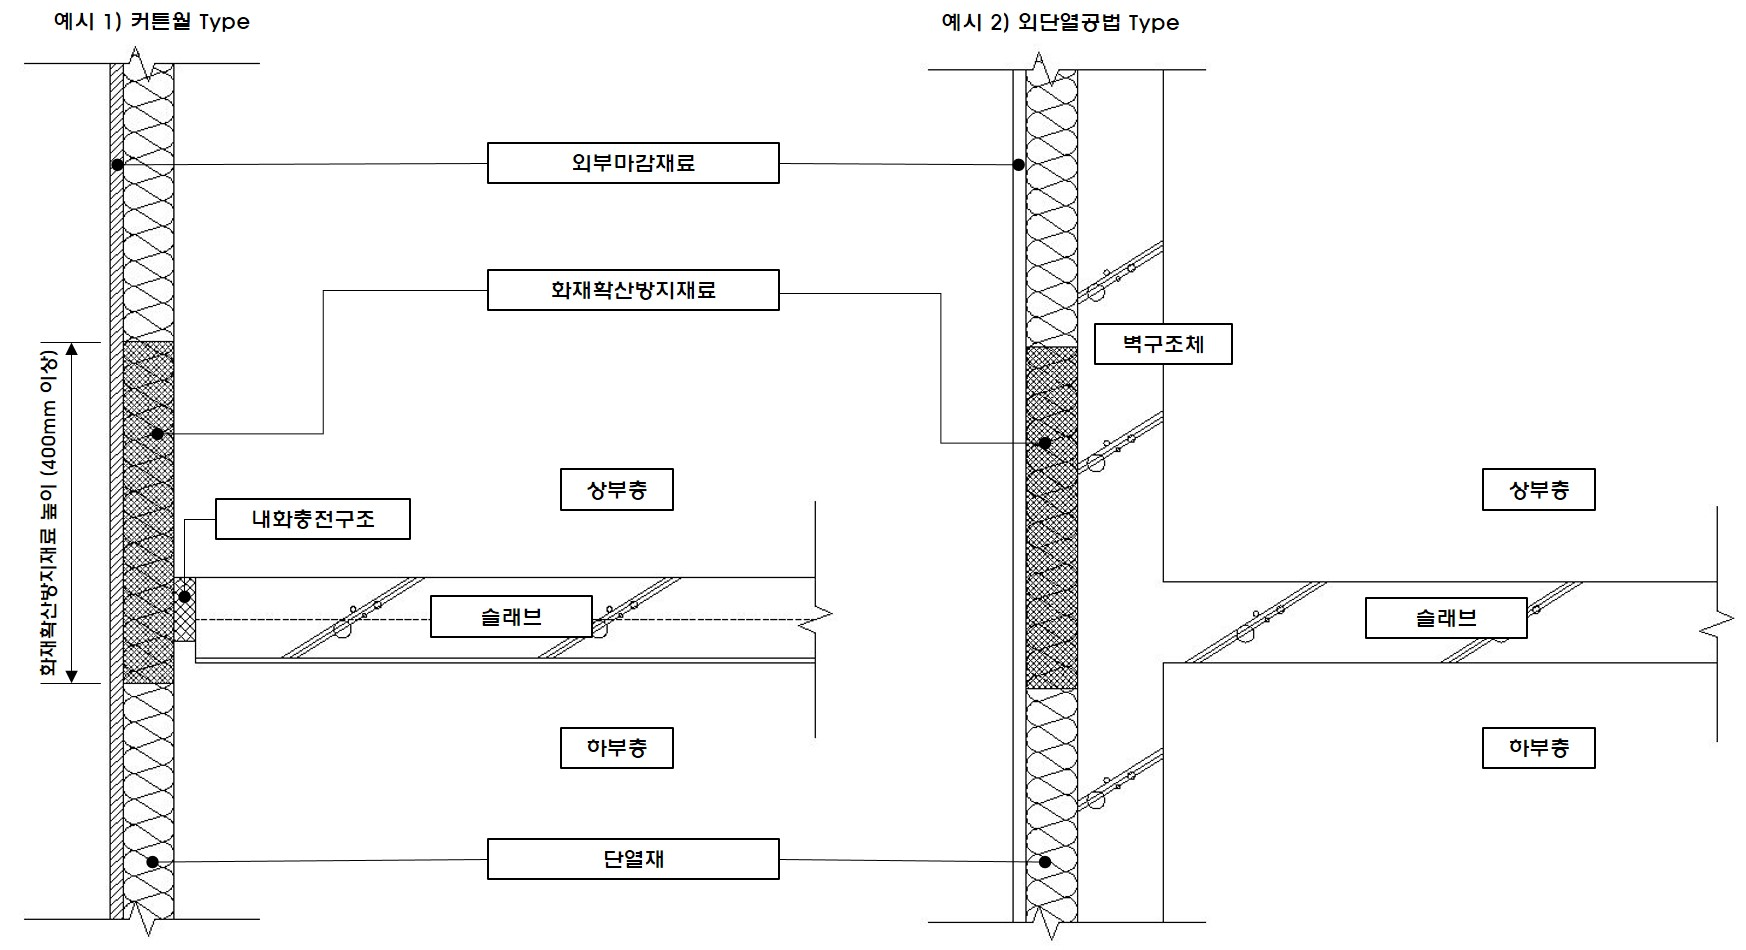 예시 1) 커튼월 Type
예시 2) 외단열공법 Type
외부마감재료
화재확산방지재료
벽구조체
화재확산방지재료 높이 (400mm 이상)
상부층
상부층
내화충전구조
슬래브
슬래브
하부층
하부층
단열재